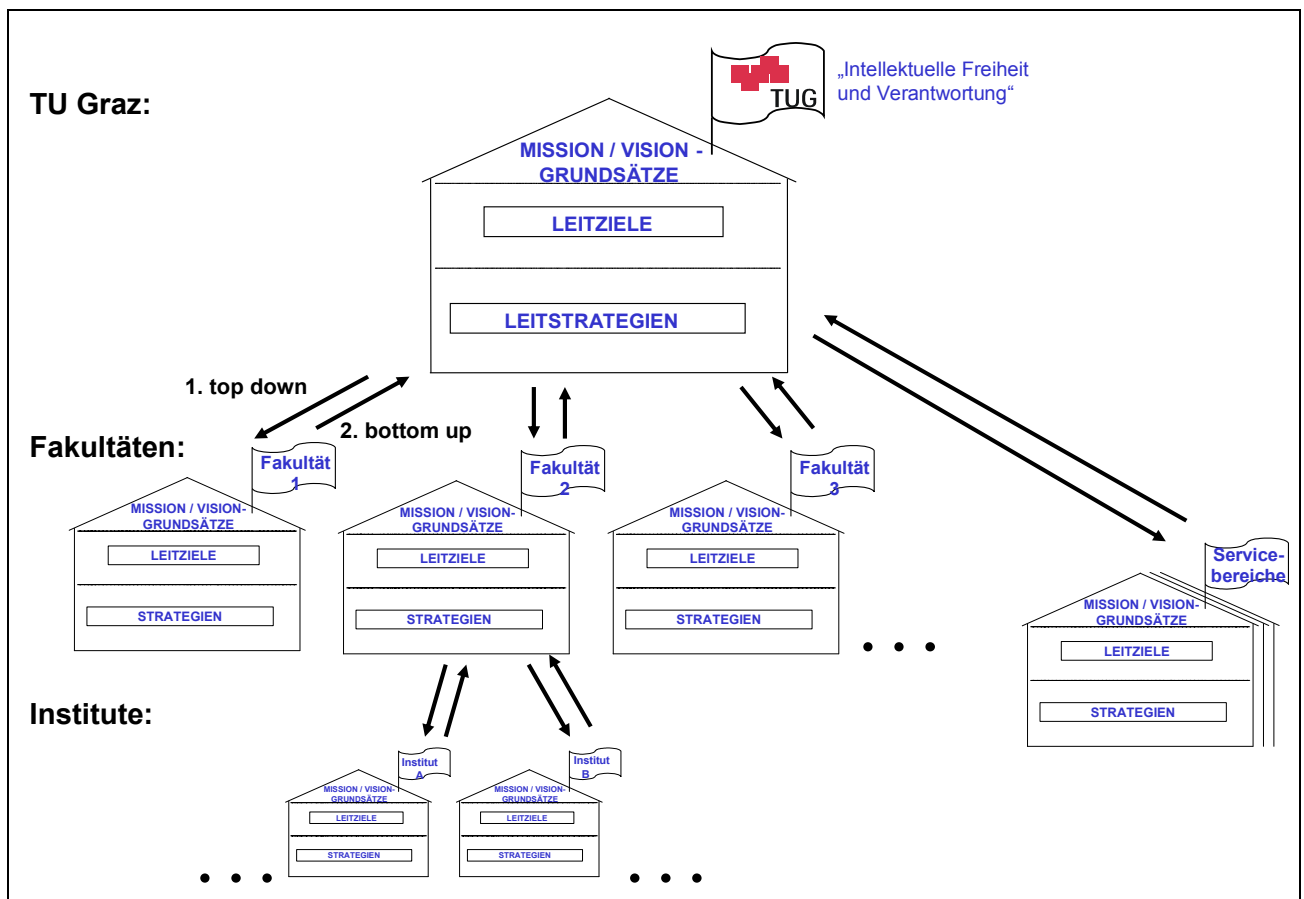 TU Graz:
TUG
„Intellektuelle Freiheit
und Verantwortung“
MISSION / VISION -
GRUNDSÄTZE
LEITZIELE
LEITSTRATEGIEN
1. top down
2. bottom up
Fakultäten:
Fakultät
1
MISSION / VISION-
GRUNDSÄTZE
LEITZIELE
STRATEGIEN
Fakultät
2
MISSION / VISION-
GRUNDSÄTZE
LEITZIELE
STRATEGIEN
Fakultät
3
MISSION / VISION-
GRUNDSÄTZE
LEITZIELE
STRATEGIEN
• • •
Service-
bereiche
MISSION / VISION-
GRUNDSÄTZE
LEITZIELE
STRATEGIEN
Institute:
Institut
A
MISSION / VISION-
GRUNDSÄTZE
LEITZIELE
STRATEGIEN
Institut
B
MISSION / VISION-
GRUNDSÄTZE
LEITZIELE
STRATEGIEN
• • •
• • •